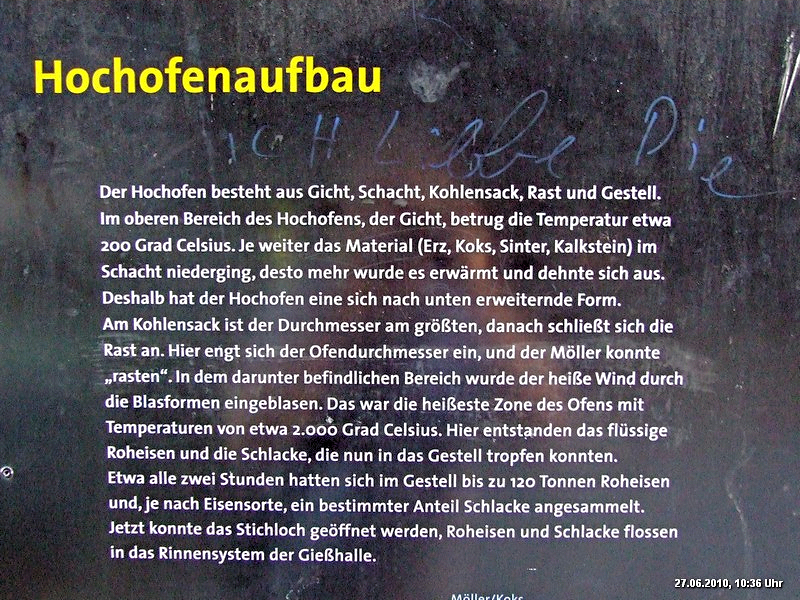 Hochofenaufbau
ich Liebe Die
Der Hochofen besteht aus Gicht, Schacht, Kohlensack, Rast und Gestell.
Im oberen Bereich des Hochofens, der Gicht, betrug die Temperatur etwa
200 Grad Celsius. Je weiter das Material (Erz, Koks, Sinter, Kalkstein) im
Schacht niederging, desto mehr wurde es erwärmt und dehnte sich aus.
Deshalb hat der Hochofen eine sich nach unten erweiternde Form.
Am Kohlensack ist der Durchmesser am größten, danach schließt sich die
Rast an. Hier engt sich der Ofendurchmesser ein, und der Möller konnte
„rasten“. In dem darunter befindlichen Bereich wurde der heiße Wind durch
die Blasformen eingeblasen. Das war die heißeste Zone des Ofens mit
Temperaturen von etwa 2.000 Grad Celsius. Hier entstanden das flüssige
Roheisen und die Schlacke, die nun in das Gestell tropfen konnten.
Etwa alle zwei Stunden hatten sich im Gestell bis zu 120 Tonnen Roheisen
und, je nach Eisensorte, ein bestimmter Anteil Schlacke angesammelt.
Jetzt konnte das Stichloch geöffnet werden, Roheisen und Schlacke flossen
in das Rinnensystem der Gießhalle.
Möller/Koks
27.06.2010, 10:36 Uhr